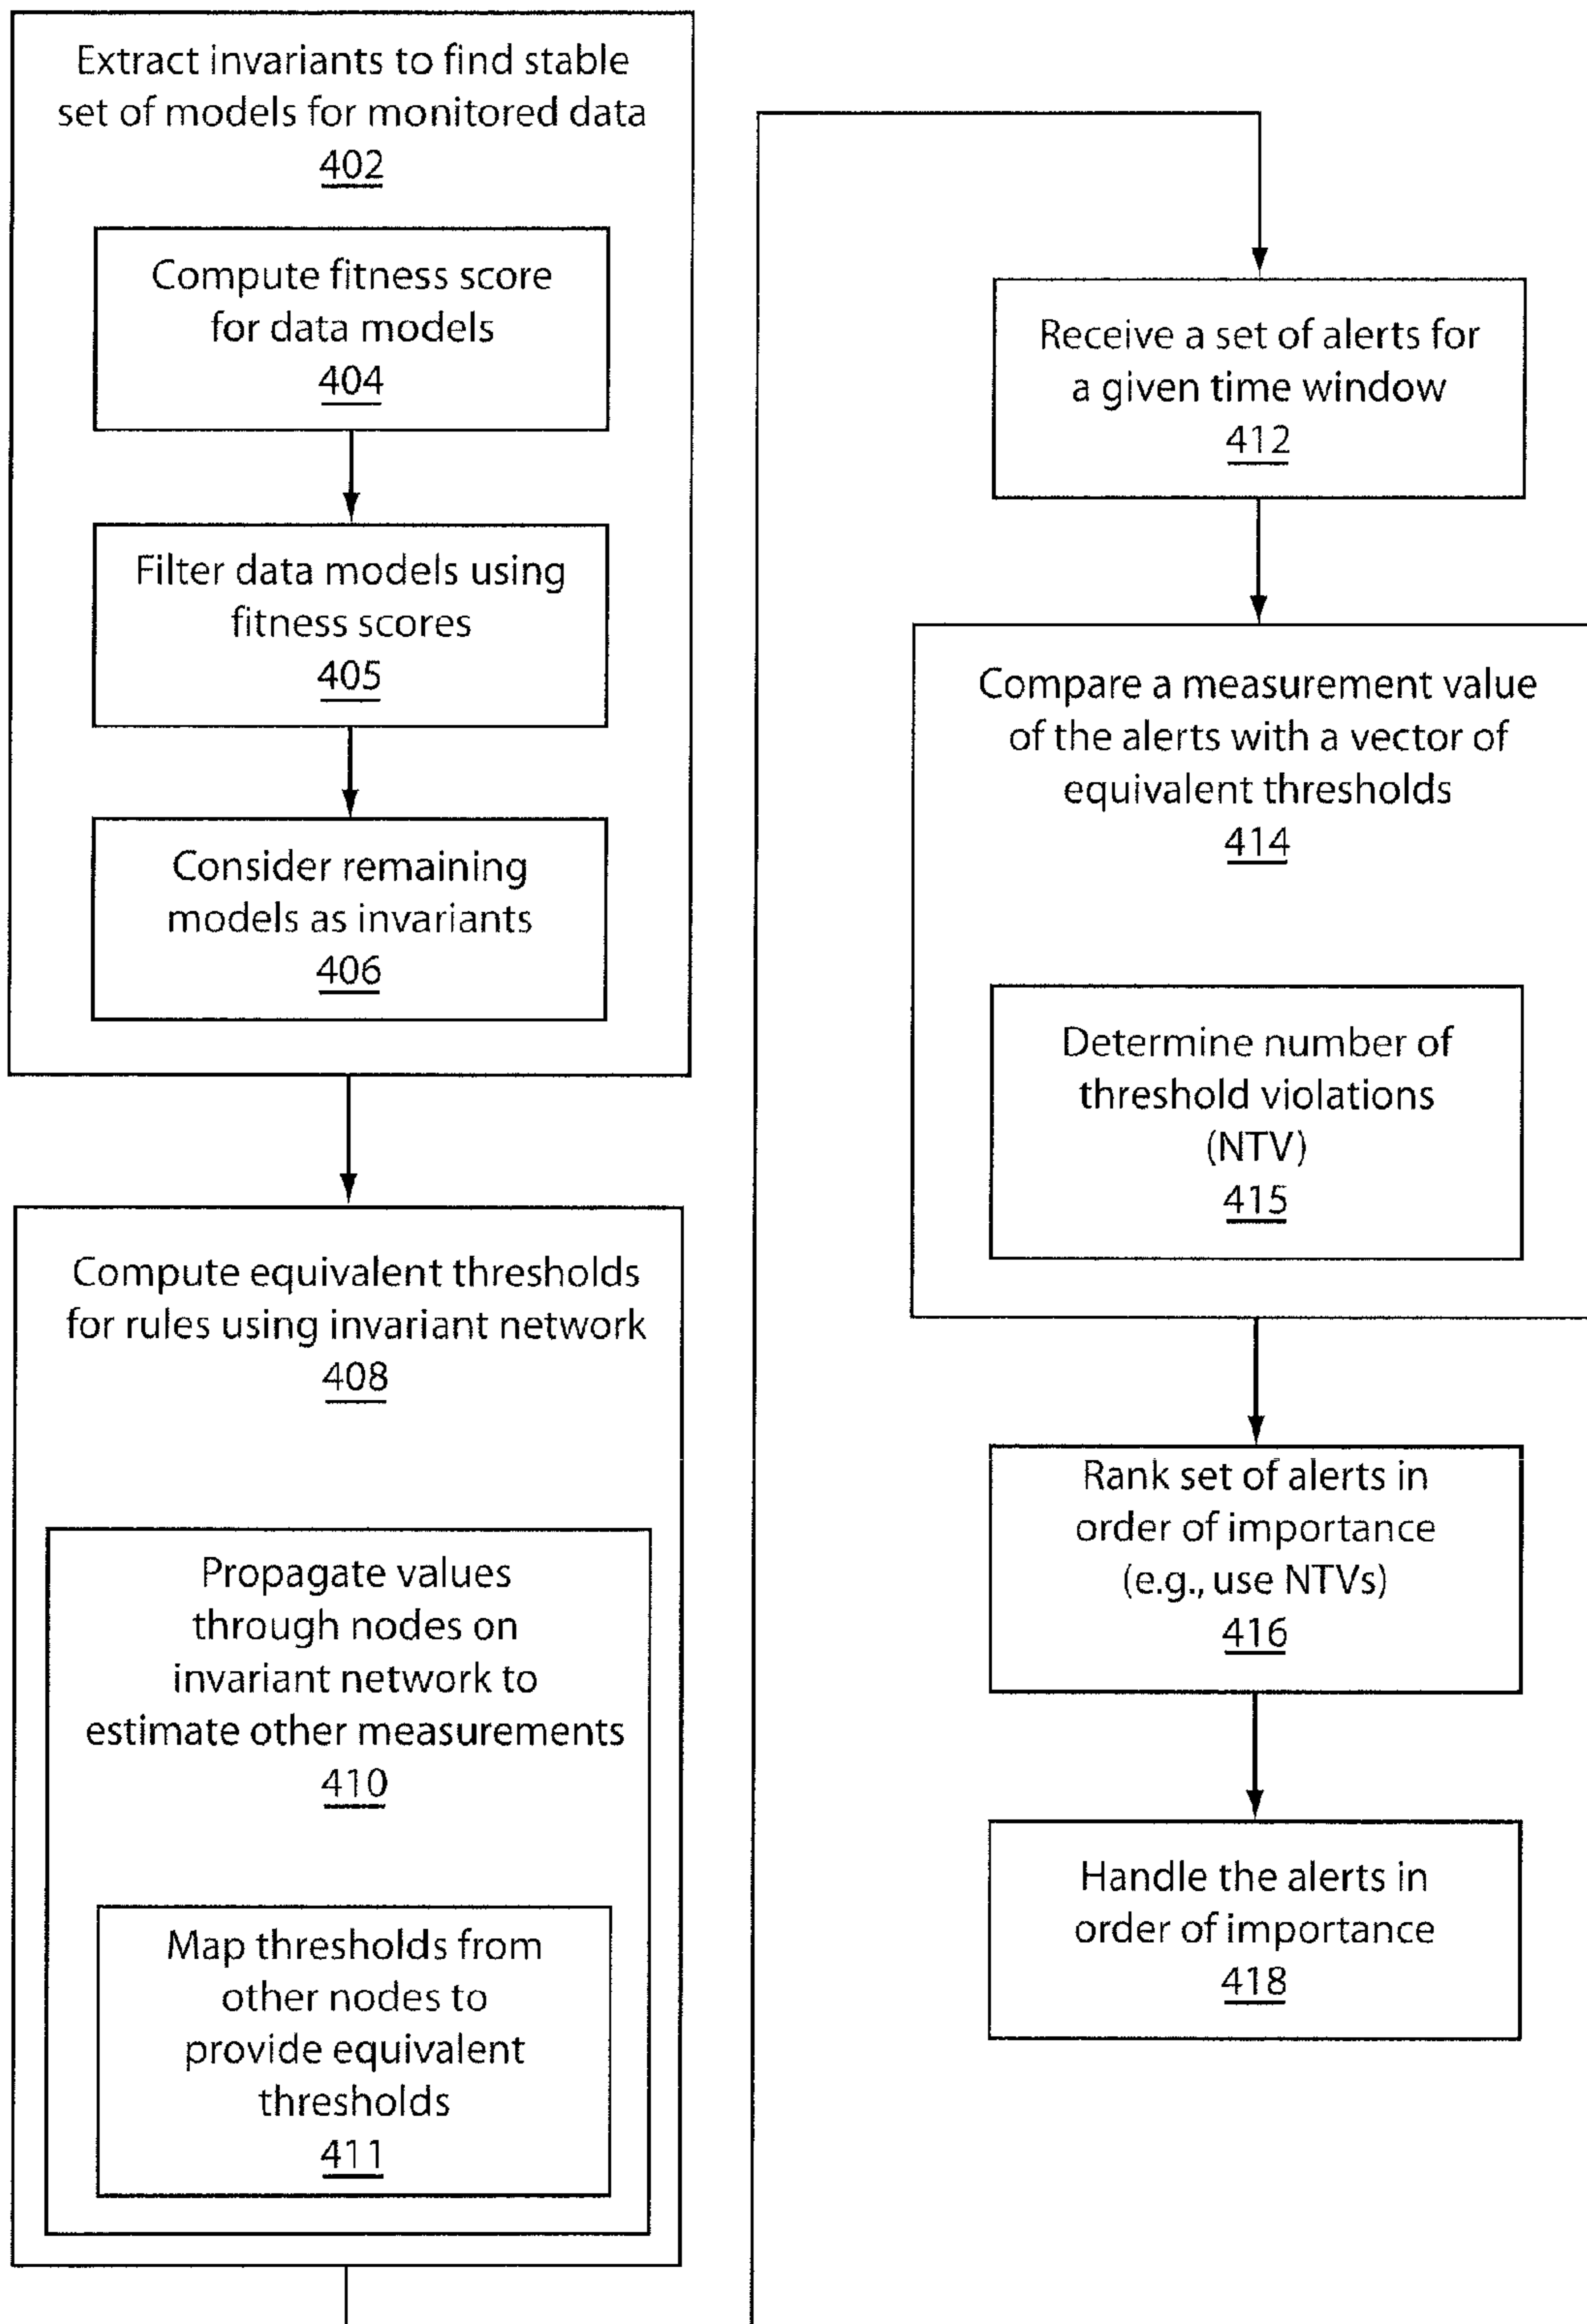 Extract invariants to find stable
set of models for monitored data
402
Compute fitness score
for data models
404
Filter data models using
fitness scores
405
Consider remaining
models as invariants
406
Compute equivalent thresholds
for rules using invariant network
408
Propagate values
through nodes on
invariant network to
estimate other measurements
410
Map thresholds from
other nodes to
provide equivalent
thresholds
411
Receive a set of alerts for
a given time window
412
Compare a measurement value
of the alerts with a vector of
equivalent thresholds
414
Determine number of
threshold violations
(NTV)
415
Rank set of alerts in
order of importance
(e.g., use NTVs)
416
Handle the alerts in
order of importance
418